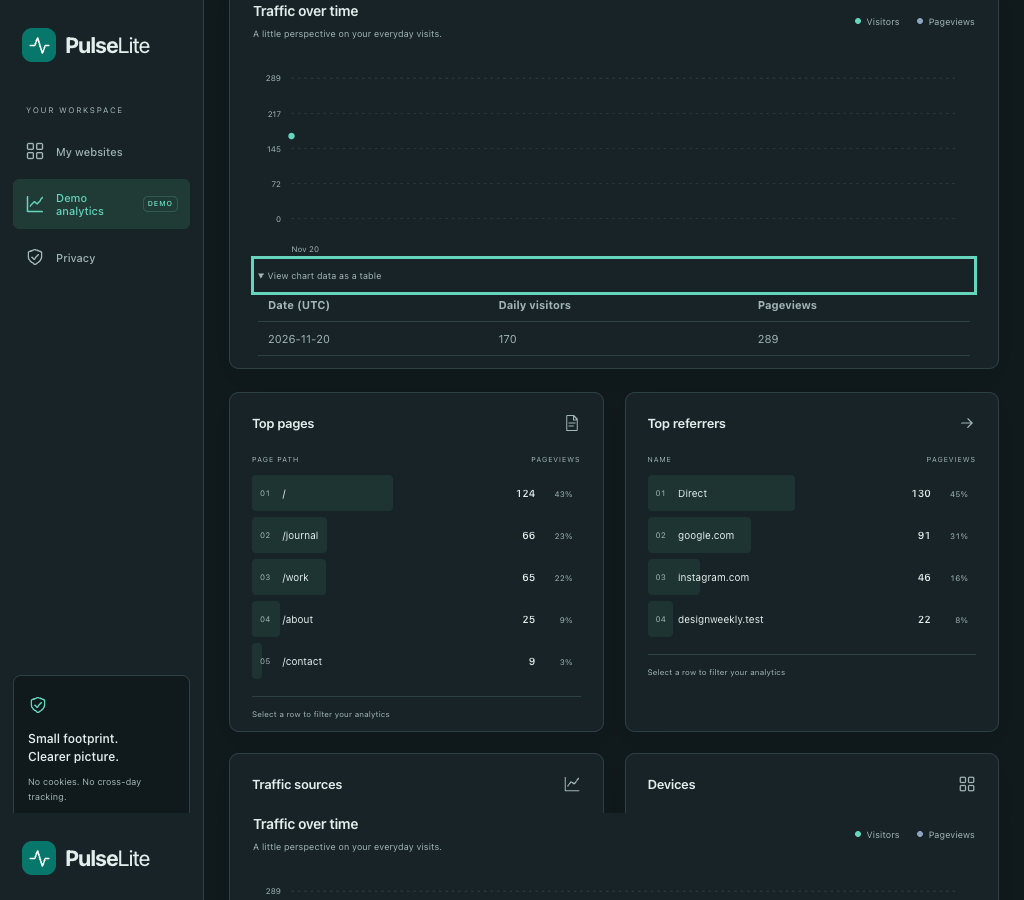 PulseLite
YOUR WORKSPACE
My websites
Demo
analytics
DEMO
Privacy
Small footprint.
Clearer picture.
No cookies. No cross-day
tracking.
PulseLite
Traffic over time
A little perspective on your everyday visits.
Visitors
Pageviews
289
217
145
72
0
Nov 20
View chart data as a table
Date (UTC) Daily visitors Pageviews
2026-11-20 170 289
Top pages
PAGE PATH PAGEVIEWS
01 / 124 43%
02 /journal 66 23%
03 /work 65 22%
04 /about 25 9%
05 /contact 9 3%
Select a row to filter your analytics
Top referrers
NAME PAGEVIEWS
01 Direct 130 45%
02 google.com 91 31%
03 instagram.com 46 16%
04 designweekly.test 22 8%
Select a row to filter your analytics
Traffic sources
Devices
Traffic over time
A little perspective on your everyday visits.
Visitors
Pageviews
289